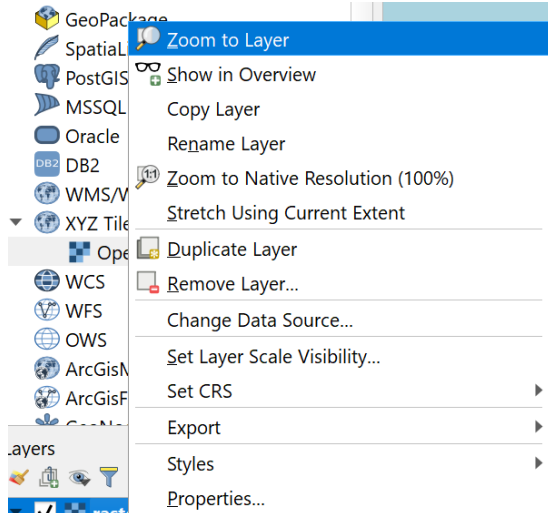 GeoPackage
Zoom to Layer
SpatiaLi
Show in Overview
PostGIS
MSSQL
Copy Layer
Oracle
Rename Layer
DB2 DB2
Zoom to Native Resolution (100%)
WMS/W
Stretch Using Current Extent
XYZ Tile
Ope
Duplicate Layer
WCS
Remove Layer...
WFS
Change Data Source...
OWS
Set Layer Scale Visibility...
ArcGisM
Set CRS
ArcGisF
Export
Layers
Styles
Properties...
rast